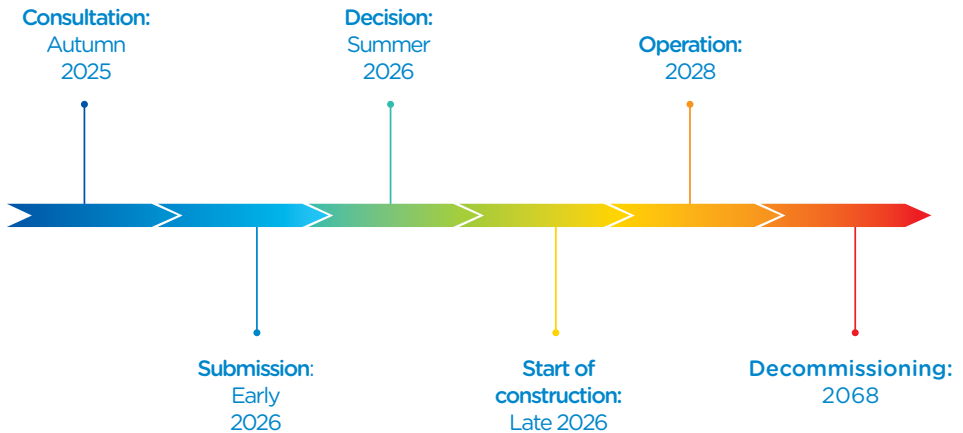 Consultation:
Autumn
2025
Decision:
Summer
2026
Operation:
2028
Submission:
Early
2026
Start of
construction:
Late 2026
Decommissioning:
2068